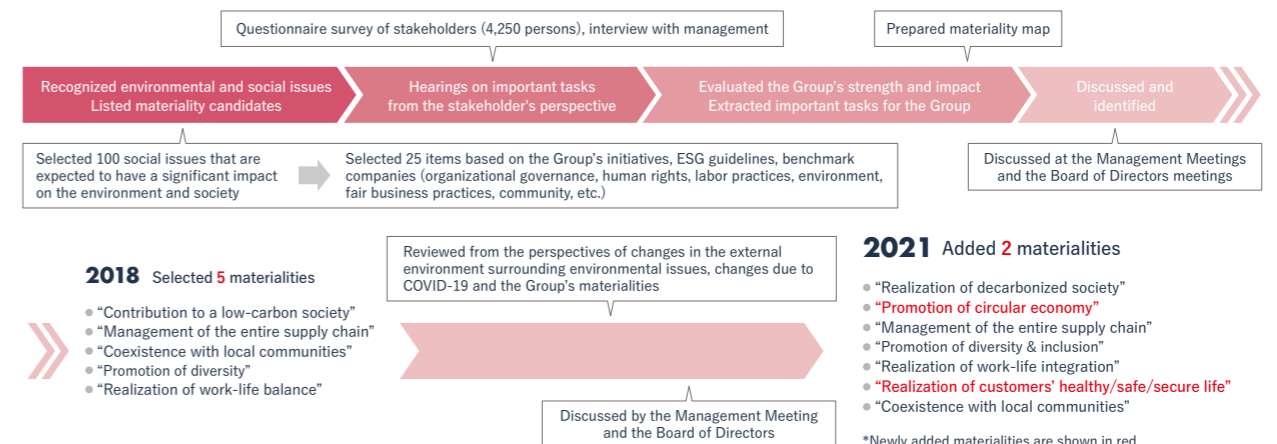 Questionnaire survey of stakeholders (4,250 persons), interview with management
Prepared materiality map
Recognized environmental and social issues
Listed materiality candidates
Hearings on important tasks
from the stakeholder's perspective
Evaluated the Group's strength and impact
Extracted important tasks for the Group
Discussed and
identified
Selected 100 social issues that are
expected to have a significant impact
on the environment and society
Selected 25 items based on the Group's initiatives, ESG guidelines, benchmark
companies (organizational governance, human rights, labor practices, environment,
fair business practices, community, etc.)
Discussed at the Management Meetings
and the Board of Directors meetings
2018 Selected 5 materialities
● “Contribution to a low-carbon society”
● “Management of the entire supply chain”
● “Coexistence with local communities”
● “Promotion of diversity”
● “Realization of work-life balance”
Reviewed from the perspectives of changes in the external
environment surrounding environmental issues, changes due to
COVID-19 and the Group's materialities
Discussed by the Management Meeting
and the Board of Directors
2021 Added 2 materialities
● “Realization of decarbonized society”
● “Promotion of circular economy”
● “Management of the entire supply chain”
● “Promotion of diversity & inclusion”
● “Realization of work-life integration”
● “Realization of customers’ healthy/safe/secure life”
● “Coexistence with local communities”
*Newly added materialities are shown in red